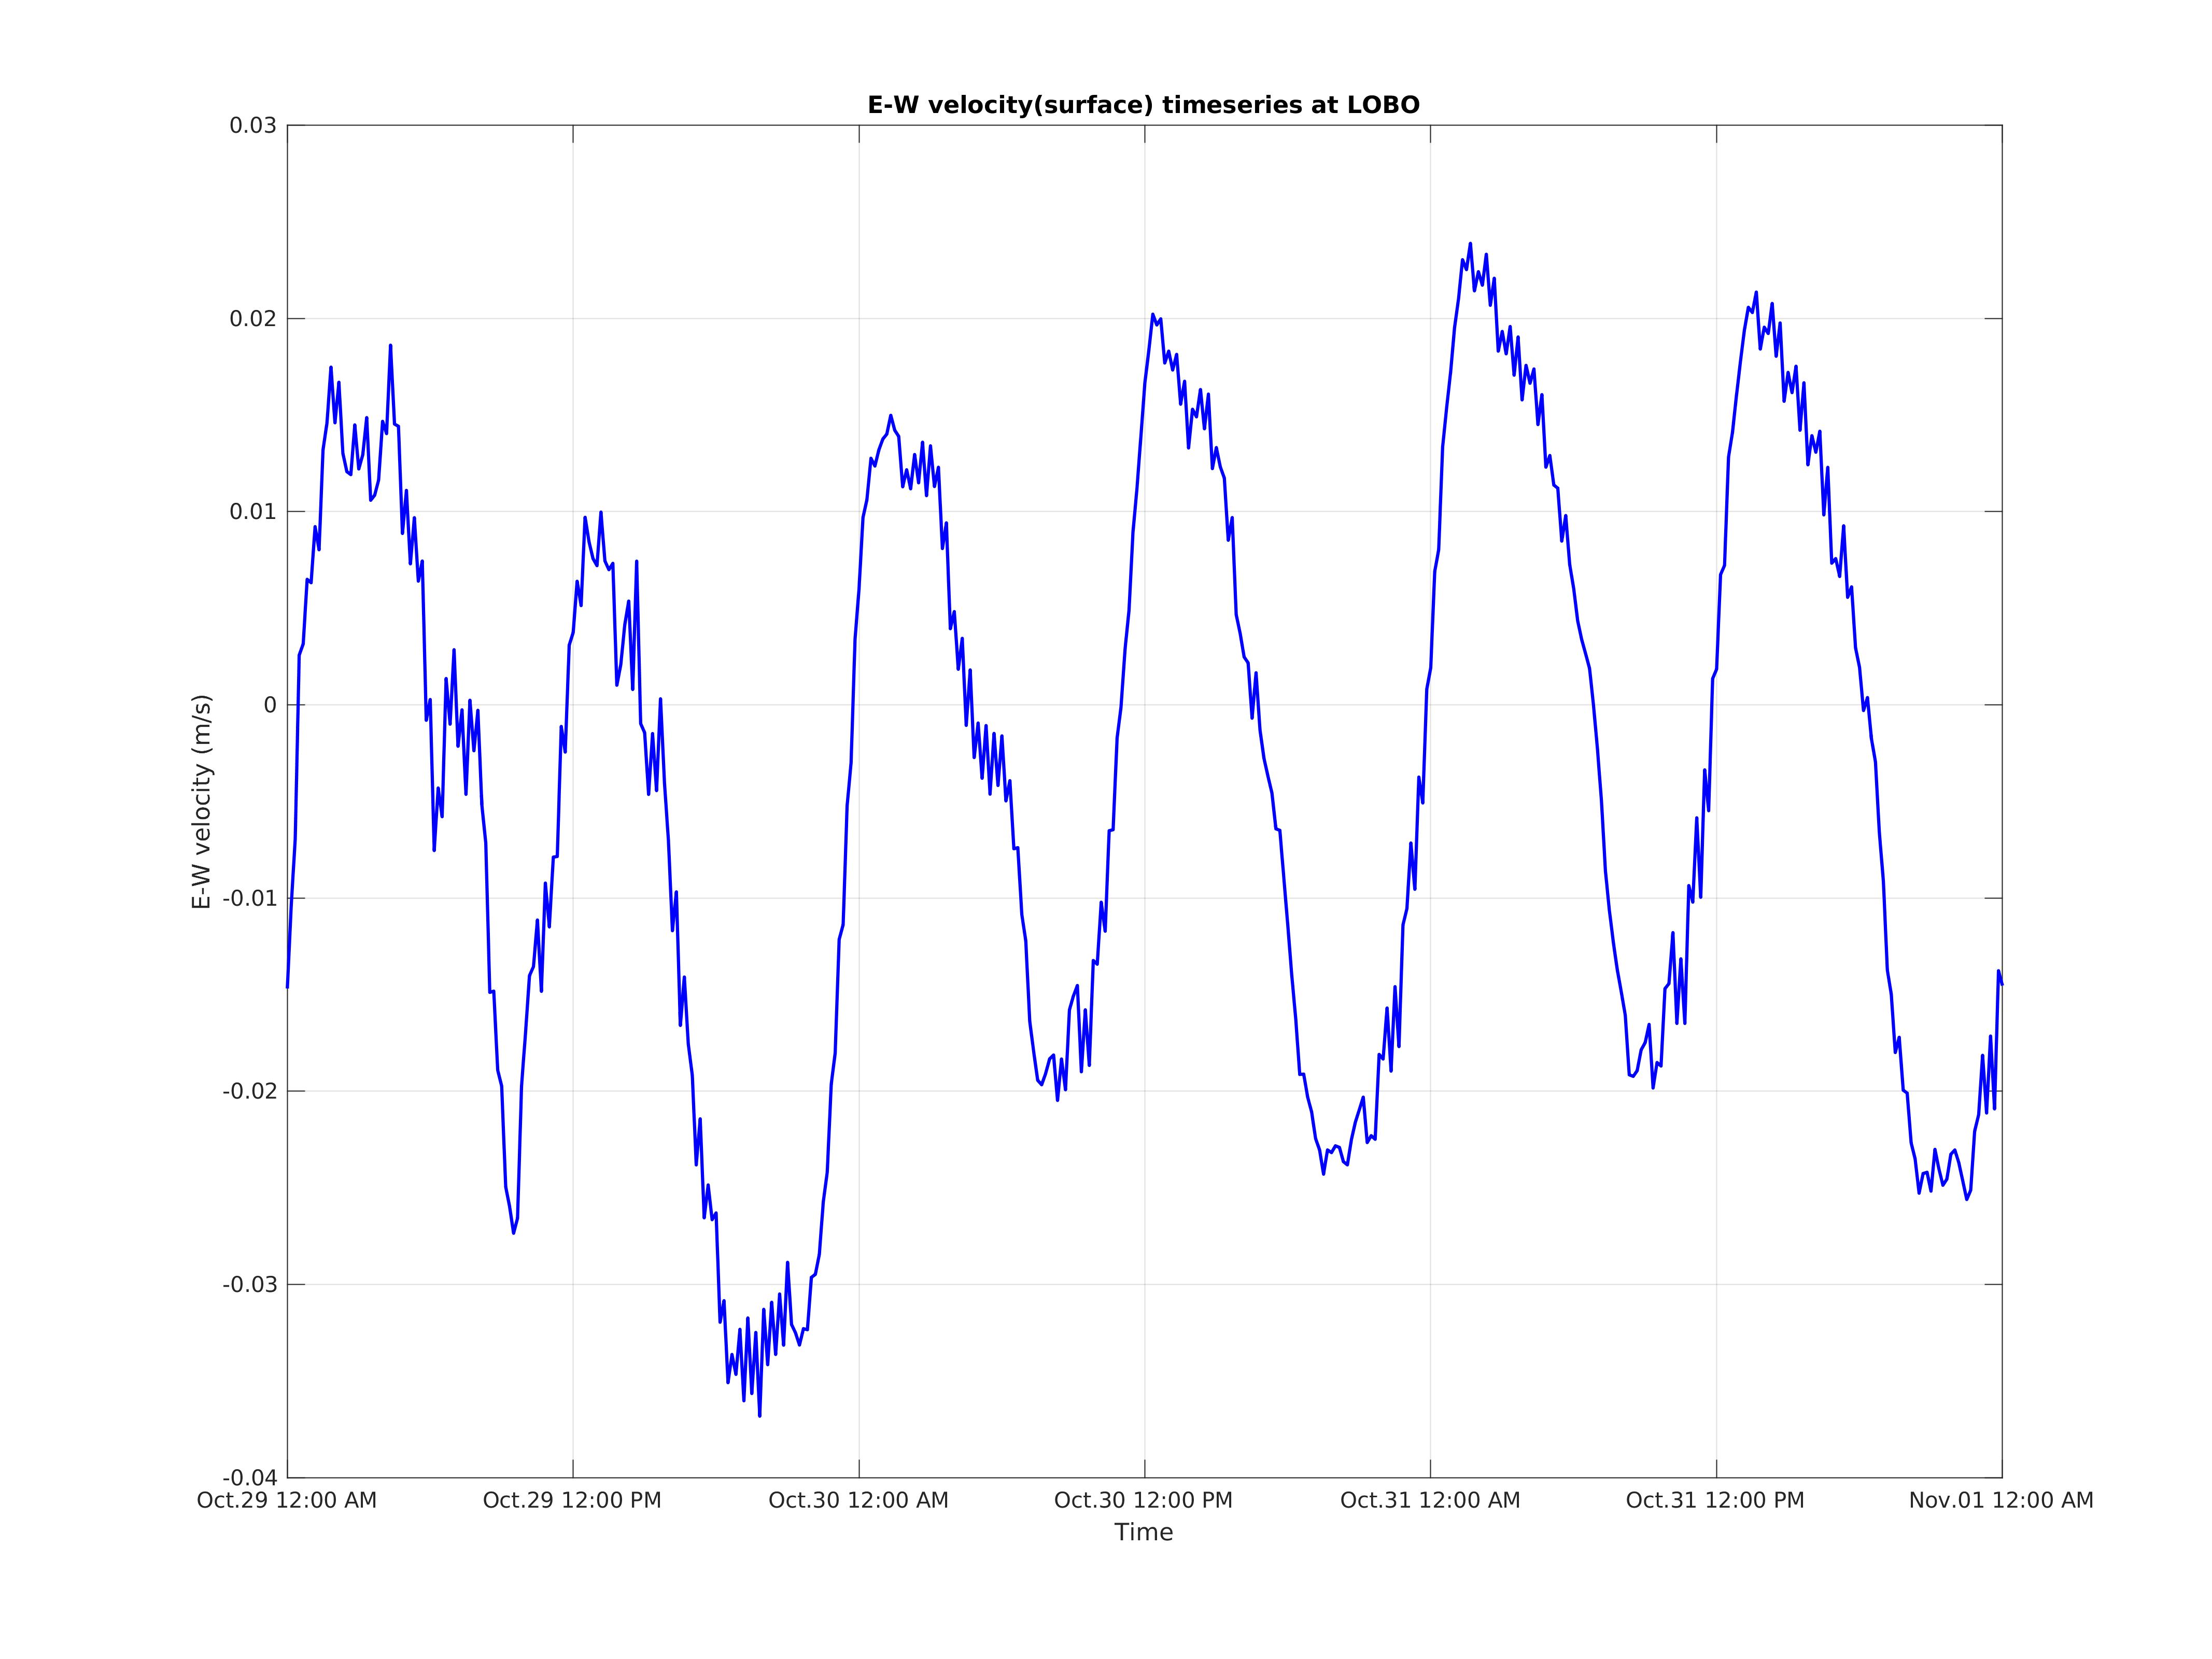 E-W velocity(surface) timeseries at LOBO
0.03
0.02
0.01
0
-0.01
-0.02
-0.03
-0.04
E-W velocity (m/s)
Oct.29 12:00 AM Oct.29 12:00 PM Oct.30 12:00 AM Oct.30 12:00 PM Oct.31 12:00 AM Oct.31 12:00 PM Nov.01 12:00 AM
Time